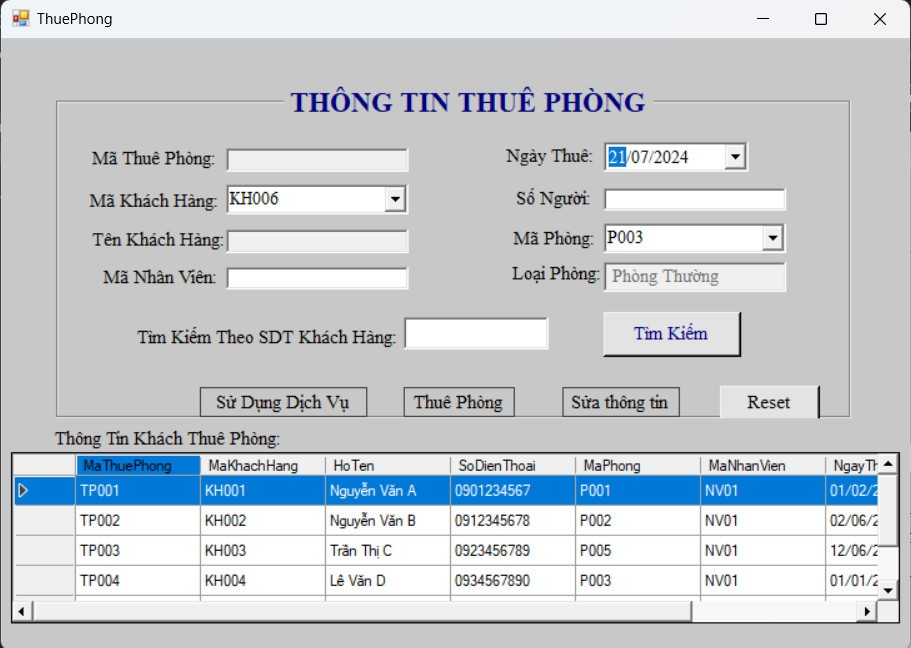 ThuePhong
THÔNG TIN THUÊ PHÒNG
Mã Thuê Phòng:
Ngày Thuê: 21/07/2024
Mã Khách Hàng: KH006
Số Người:
Tên Khách Hàng:
Mã Phòng: P003
Mã Nhân Viên:
Loại Phòng: Phòng Thường
Tìm Kiếm Theo SDT Khách Hàng:
Tìm Kiếm
Sử Dụng Dịch Vụ Thuê Phòng Sửa thông tin Reset
Thông Tin Khách Thuê Phòng:
MaThuePhong MaKhachHang HoTen SoDienThoai MaPhong MaNhanVien NgayTh
TP001 KH001 Nguyễn Văn A 0901234567 P001 NV01 01/02/2
TP002 KH002 Nguyễn Văn B 0912345678 P002 NV01 02/06/2
TP003 KH003 Trần Thị C 0923456789 P005 NV01 12/06/2
TP004 KH004 Lê Văn D 0934567890 P003 NV01 01/01/2